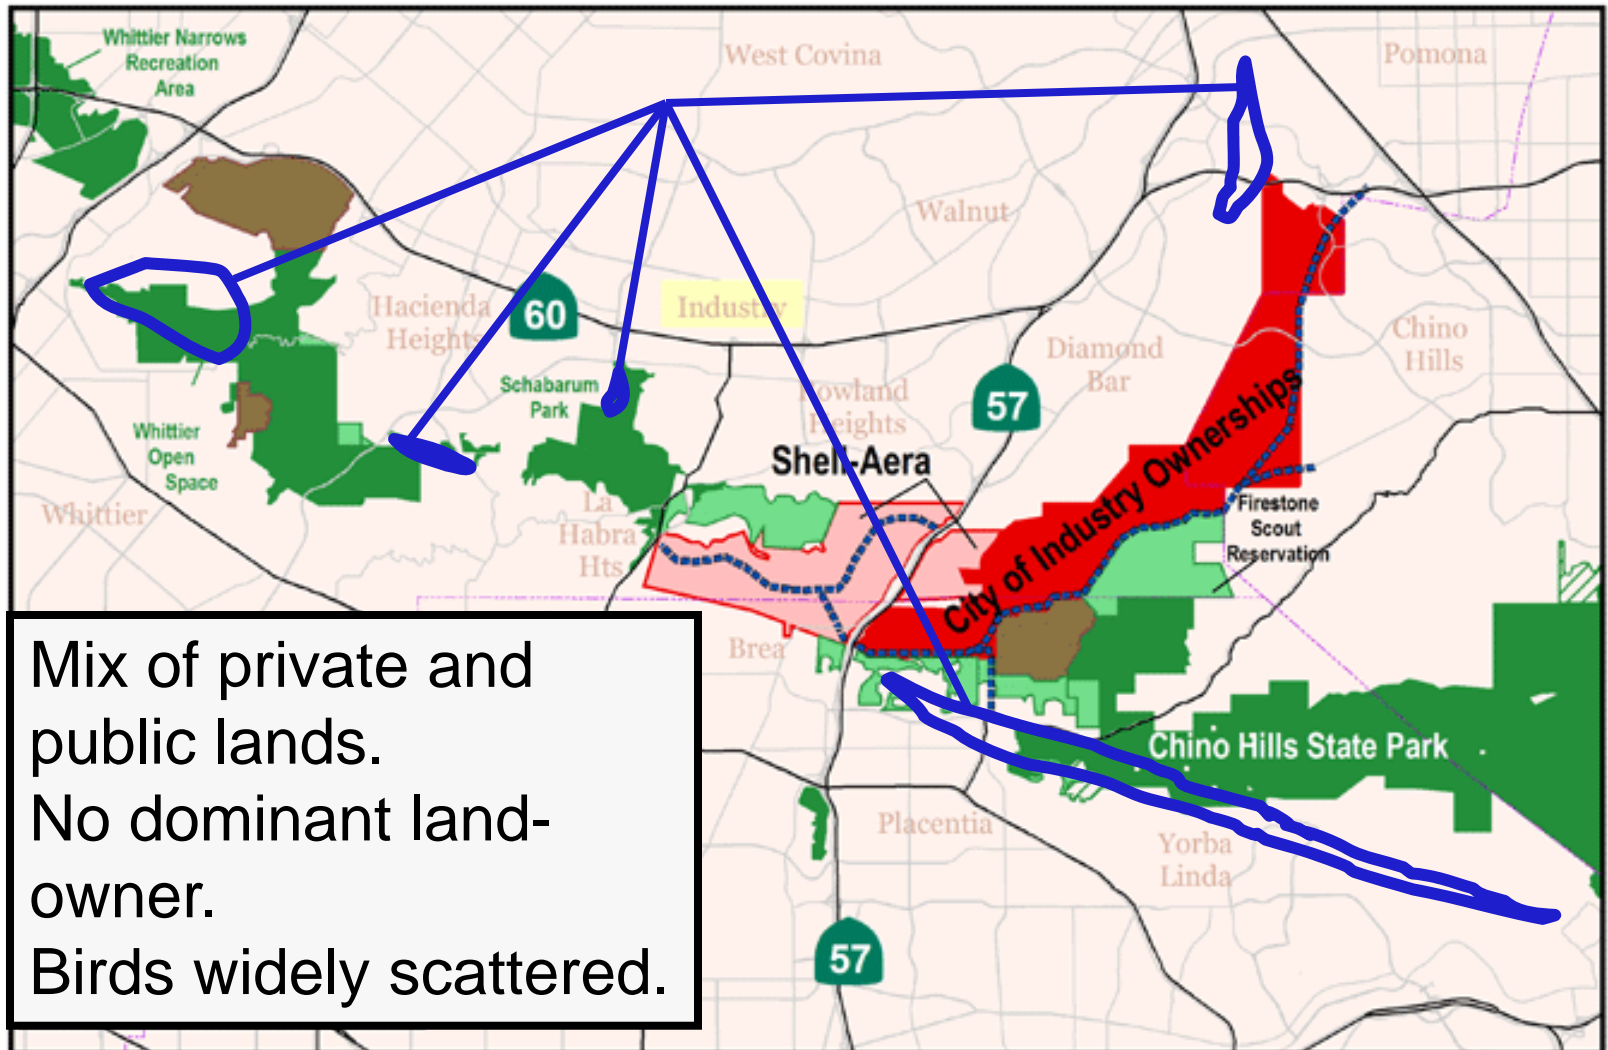 Whittier Narrows
Recreation
Area
West Covina
Pomona
Walnut
Hacienda
Heights
60
Industry
Diamond
Bar
Chino
Hills
57
Schabarum
Park
Rowland
Heights
Whittier
Open
Space
Shell-Aera
City of Industry Ownerships
Whittier
La
Habra
Hts
Firestone
Scout
Reservation
Brea
Mix of private and
public lands.
No dominant land-
owner.
Birds widely scattered.
Chino Hills State Park
Placentia
Yorba
Linda
57